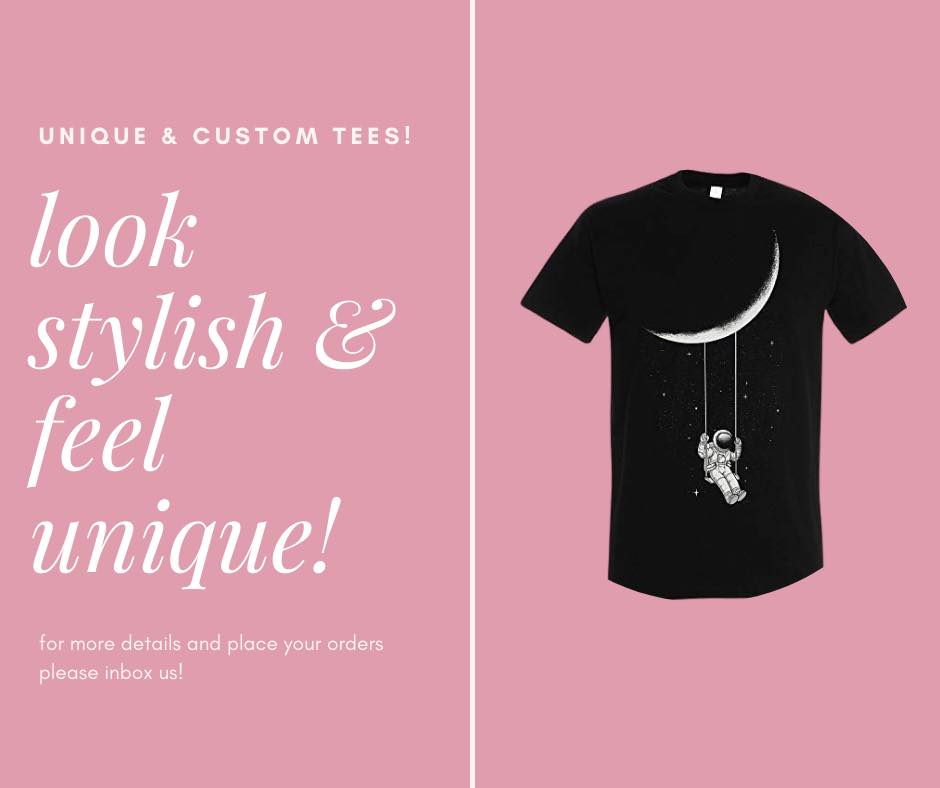 UNIQUE & CUSTOM TEES!
look
stylish &
feel
unique!
for more details and place your orders
please inbox us!